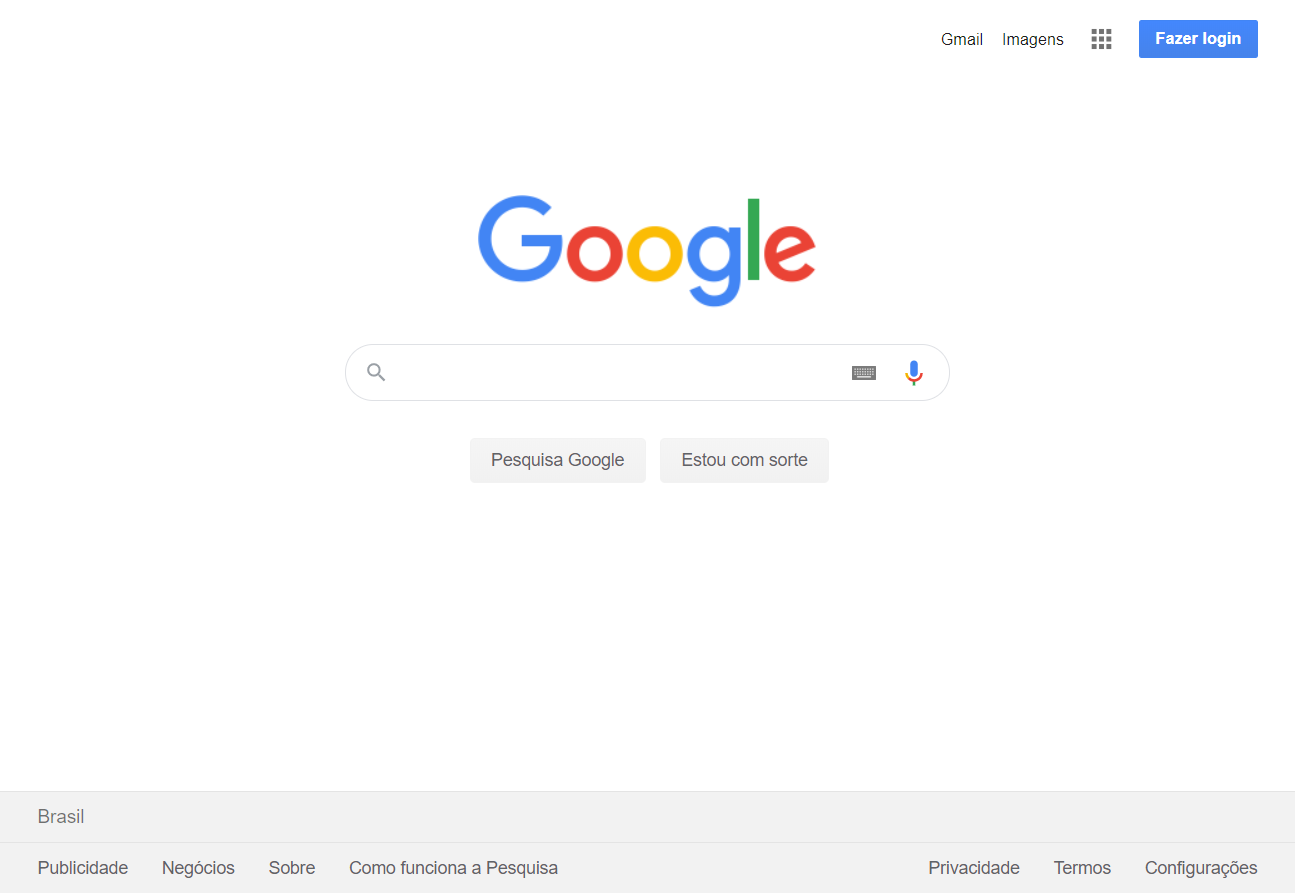 Gmail Imagens Fazer login
Google
Pesquisa Google Estou com sorte
Brasil
Publicidade Negócios Sobre Como funciona a Pesquisa Privacidade Termos Configurações